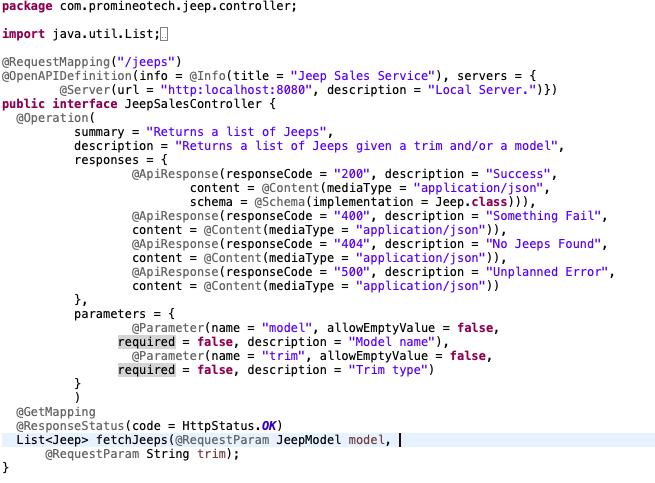 package com.promineotech.jeep.controller;
import java.util.List;
@RequestMapping("/jeeps")
@OpenAPIDefinition(info = @Info(title = "Jeep Sales Service"), servers = {
@Server(url = "http:localhost:8080", description = "Local Server.")})
public interface JeepSalesController {
@Operation(
summary = "Returns a list of Jeeps",
description = "Returns a list of Jeeps given a trim and/or a model",
responses = {
@ApiResponse(responseCode = "200", description = "Success",
content = @Content(mediaType = "application/json",
schema = @Schema(implementation = Jeep.class))),
@ApiResponse(responseCode = "400", description = "Something Fail",
content = @Content(mediaType = "application/json")),
@ApiResponse(responseCode = "404", description = "No Jeeps Found",
content = @Content(mediaType = "application/json")),
@ApiResponse(responseCode = "500", description = "Unplanned Error",
content = @Content(mediaType = "application/json"))
},
parameters = {
@Parameter(name = "model", allowEmptyValue = false,
required = false, description = "Model name"),
@Parameter(name = "trim", allowEmptyValue = false,
required = false, description = "Trim type")
}
)
@GetMapping
@ResponseStatus(code = HttpStatus.OK)
List<Jeep> fetchJeeps(@RequestParam JeepModel model,
@RequestParam String trim);
}